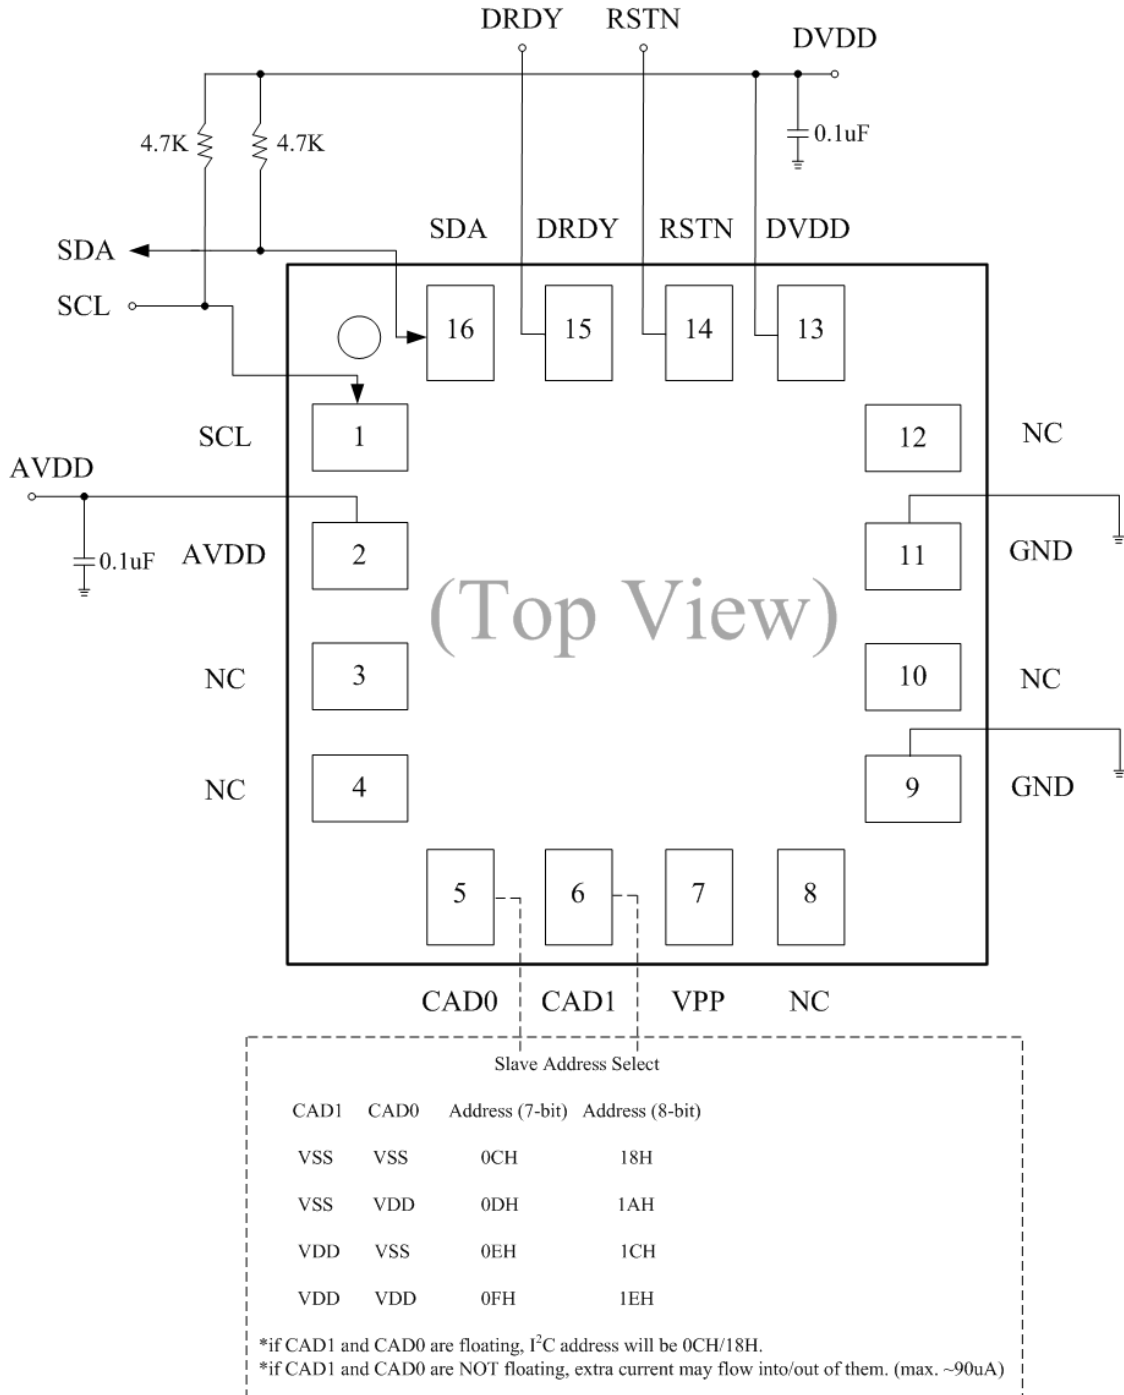 DRDY RSTN
DVDD
4.7K 4.7K 0.1uF
SDA DRDY RSTN DVDD
SDA
SCL
16 15 14 13
SCL 1 12 NC
AVDD
0.1uF AVDD 2 11 GND
(Top View)
NC 3 10 NC
NC 4 9 GND
5 6 7 8
CAD0 CAD1 VPP NC
Slave Address Select
CAD1 CAD0 Address (7-bit) Address (8-bit)
VSS VSS 0CH 18H
VSS VDD 0DH 1AH
VDD VSS 0EH 1CH
VDD VDD 0FH 1EH
*if CAD1 and CAD0 are floating, I²C address will be 0CH/18H.
*if CAD1 and CAD0 are NOT floating, extra current may flow into/out of them. (max. ~90uA)